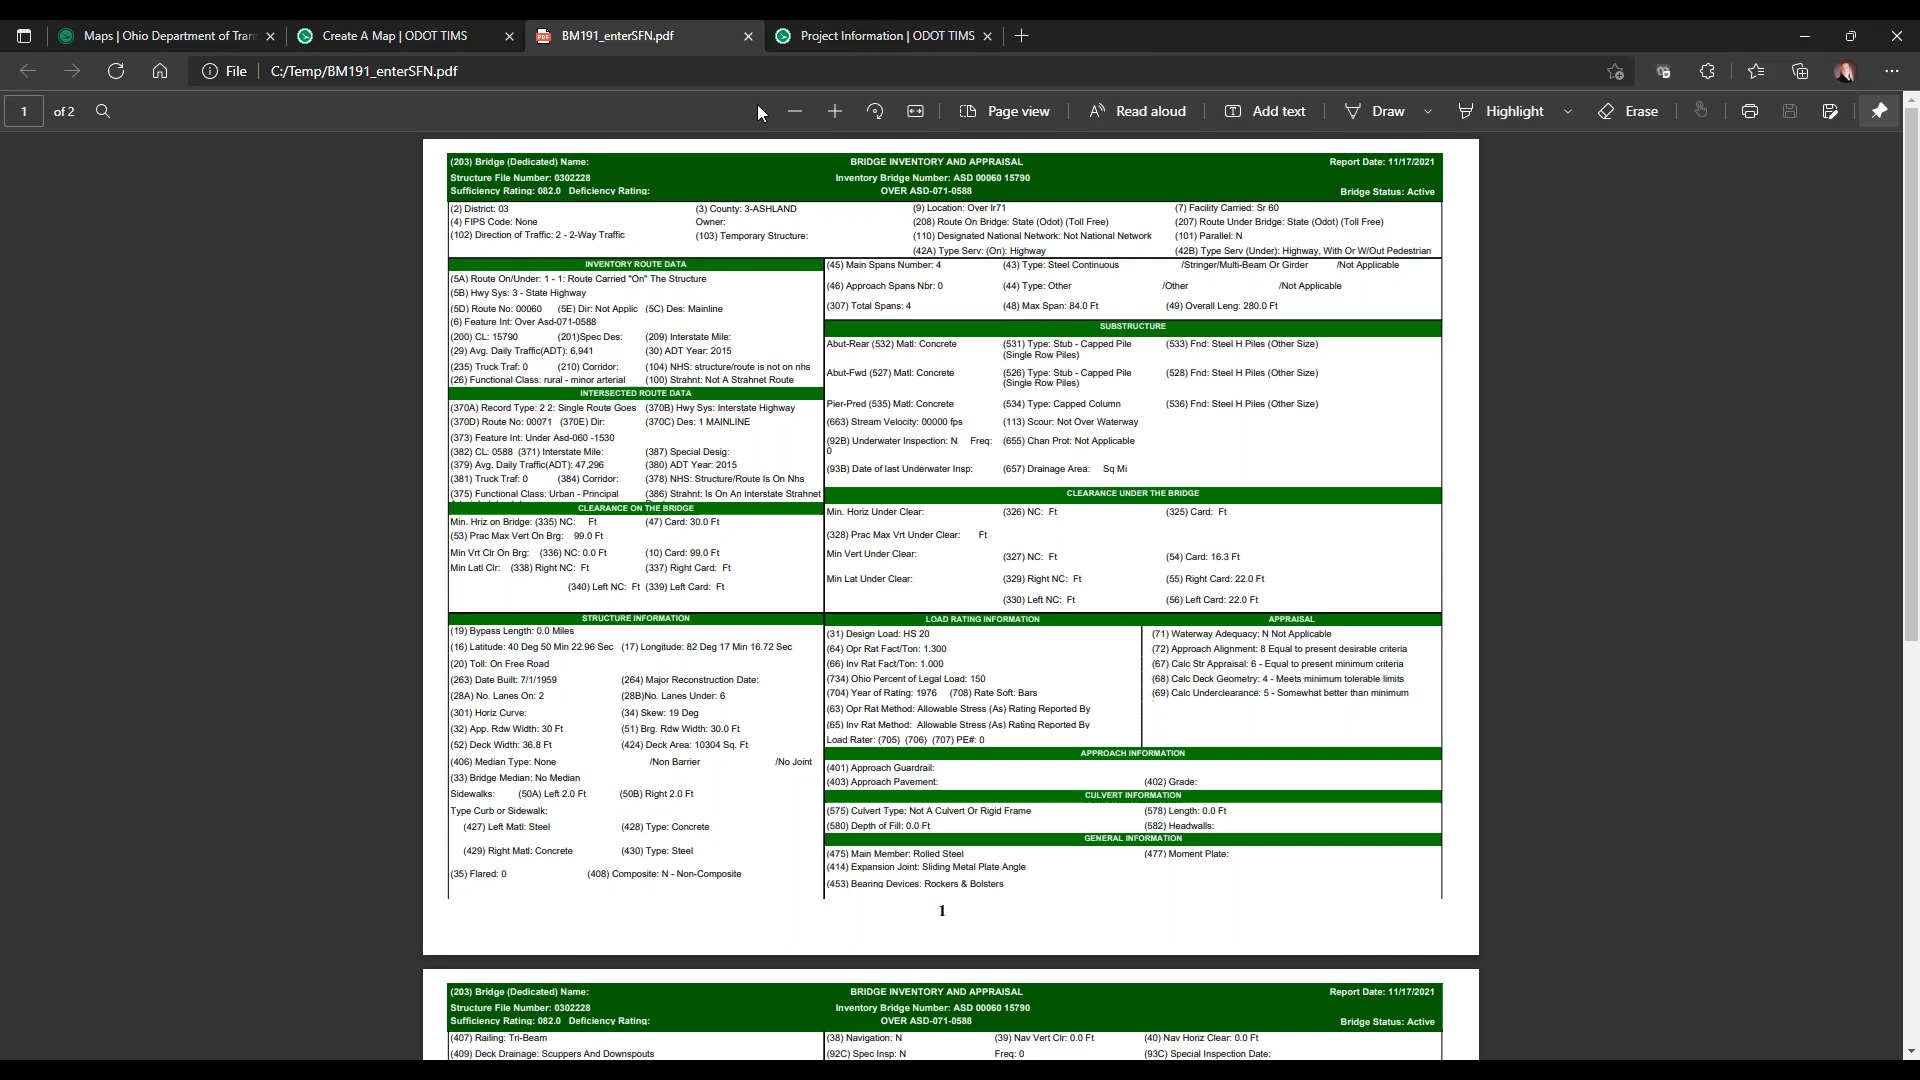 Maps | Ohio Department of Tran
Create A Map | ODOT TIMS
BM191_enterSFN.pdf
Project Information | ODOT TIMS
File
C:/Temp/BM191_enterSFN.pdf
1 of 2
Page view
Read aloud
Add text
Draw
Highlight
Erase
(203) Bridge (Dedicated) Name: BRIDGE INVENTORY AND APPRAISAL Report Date: 11/17/2021
Structure File Number: 0302228 Inventory Bridge Number: ASD 00060 15790
Sufficiency Rating: 082.0 Deficiency Rating: OVER ASD-071-0588 Bridge Status: Active
(2) District: 03 (3) County: 3-ASHLAND (9) Location: Over Ir71 (7) Facility Carried: Sr 60
(4) FIPS Code: None Owner: (208) Route On Bridge: State (Odot) (Toll Free) (207) Route Under Bridge: State (Odot) (Toll Free)
(102) Direction of Traffic: 2 - 2-Way Traffic (103) Temporary Structure: (110) Designated National Network: Not National Network (101) Parallel: N
(42A) Type Serv: (On): Highway (42B) Type Serv (Under): Highway, With Or W/Out Pedestrian
INVENTORY ROUTE DATA
(5A) Route On/Under: 1 - 1: Route Carried "On" The Structure
(5B) Hwy Sys: 3 - State Highway
(5D) Route No: 00060 (5E) Dir: Not Applic (5C) Des: Mainline
(6) Feature Int: Over Asd-071-0588
(200) CL: 15790 (201)Spec Des: (209) Interstate Mile:
(29) Avg. Daily Traffic(ADT): 6,941 (30) ADT Year: 2015
(235) Truck Traf: 0 (210) Corridor: (104) NHS: structure/route is not on nhs
(26) Functional Class: rural - minor arterial (100) Strahnt: Not A Strahnet Route
INTERSECTED ROUTE DATA
(370A) Record Type: 2 2: Single Route Goes (370B) Hwy Sys: Interstate Highway
(370D) Route No: 00071 (370E) Dir: (370C) Des: 1 MAINLINE
(373) Feature Int: Under Asd-060 -1530
(382) CL: 0588 (371) Interstate Mile: (387) Special Desig:
(379) Avg. Daily Traffic(ADT): 47,296 (380) ADT Year: 2015
(381) Truck Traf: 0 (384) Corridor: (378) NHS: Structure/Route Is On Nhs
(375) Functional Class: Urban - Principal (386) Strahnt: Is On An Interstate Strahnet
CLEARANCE ON THE BRIDGE
Min. Hriz on Bridge: (335) NC: Ft (47) Card: 30.0 Ft
(53) Prac Max Vert On Brg: 99.0 Ft
Min Vrt Clr On Brg: (336) NC: 0.0 Ft (10) Card: 99.0 Ft
Min Latl Clr: (338) Right NC: Ft (337) Right Card: Ft
(340) Left NC: Ft (339) Left Card: Ft
(45) Main Spans Number: 4 (43) Type: Steel Continuous /Stringer/Multi-Beam Or Girder /Not Applicable
(46) Approach Spans Nbr: 0 (44) Type: Other /Other /Not Applicable
(307) Total Spans: 4 (48) Max Span: 84.0 Ft (49) Overall Leng: 280.0 Ft
SUBSTRUCTURE
Abut-Rear (532) Matl: Concrete (531) Type: Stub - Capped Pile (533) Fnd: Steel H Piles (Other Size)
(Single Row Piles)
Abut-Fwd (527) Matl: Concrete (526) Type: Stub - Capped Pile (528) Fnd: Steel H Piles (Other Size)
(Single Row Piles)
Pier-Pred (535) Matl: Concrete (534) Type: Capped Column (536) Fnd: Steel H Piles (Other Size)
(663) Stream Velocity: 00000 fps (113) Scour: Not Over Waterway
(92B) Underwater Inspection: N Freq: (655) Chan Prot: Not Applicable
0
(93B) Date of last Underwater Insp: (657) Drainage Area: Sq Mi
CLEARANCE UNDER THE BRIDGE
Min. Horiz Under Clear: (326) NC: Ft (325) Card: Ft
(328) Prac Max Vrt Under Clear: Ft
Min Vert Under Clear: (327) NC: Ft (54) Card: 16.3 Ft
Min Lat Under Clear: (329) Right NC: Ft (55) Right Card: 22.0 Ft
(330) Left NC: Ft (56) Left Card: 22.0 Ft
STRUCTURE INFORMATION
(19) Bypass Length: 0.0 Miles
(16) Latitude: 40 Deg 50 Min 22.96 Sec (17) Longitude: 82 Deg 17 Min 16.72 Sec
(20) Toll: On Free Road
(263) Date Built: 7/1/1959 (264) Major Reconstruction Date:
(28A) No. Lanes On: 2 (28B)No. Lanes Under: 6
(301) Horiz Curve: (34) Skew: 19 Deg
(32) App. Rdw Width: 30 Ft (51) Brg. Rdw Width: 30.0 Ft
(52) Deck Width: 36.8 Ft (424) Deck Area: 10304 Sq. Ft
(406) Median Type: None /Non Barrier /No Joint
(33) Bridge Median: No Median
Sidewalks: (50A) Left 2.0 Ft (50B) Right 2.0 Ft
Type Curb or Sidewalk:
(427) Left Matl: Steel (428) Type: Concrete
(429) Right Matl: Concrete (430) Type: Steel
(35) Flared: 0 (408) Composite: N - Non-Composite
LOAD RATING INFORMATION
(31) Design Load: HS 20
(64) Opr Rat Fact/Ton: 1.300
(66) Inv Rat Fact/Ton: 1.000
(734) Ohio Percent of Legal Load: 150
(704) Year of Rating: 1976 (708) Rate Soft: Bars
(63) Opr Rat Method: Allowable Stress (As) Rating Reported By
(65) Inv Rat Method: Allowable Stress (As) Rating Reported By
Load Rater: (705) (706) (707) PE#: 0
APPRAISAL
(71) Waterway Adequacy: N Not Applicable
(72) Approach Alignment: 8 Equal to present desirable criteria
(67) Calc Str Appraisal: 6 - Equal to present minimum criteria
(68) Calc Deck Geometry: 4 - Meets minimum tolerable limits
(69) Calc Underclearance: 5 - Somewhat better than minimum
APPROACH INFORMATION
(401) Approach Guardrail:
(403) Approach Pavement: (402) Grade:
CULVERT INFORMATION
(575) Culvert Type: Not A Culvert Or Rigid Frame (578) Length: 0.0 Ft
(580) Depth of Fill: 0.0 Ft (582) Headwalls:
GENERAL INFORMATION
(475) Main Member: Rolled Steel (477) Moment Plate:
(414) Expansion Joint: Sliding Metal Plate Angle
(453) Bearing Devices: Rockers & Bolsters
1
(203) Bridge (Dedicated) Name: BRIDGE INVENTORY AND APPRAISAL Report Date: 11/17/2021
Structure File Number: 0302228 Inventory Bridge Number: ASD 00060 15790
Sufficiency Rating: 082.0 Deficiency Rating: OVER ASD-071-0588 Bridge Status: Active
(407) Railing: Tri-Beam (38) Navigation: N (39) Nav Vert Clr: 0.0 Ft (40) Nav Horiz Clear: 0.0 Ft
(409) Deck Drainage: Scuppers And Downspouts (92C) Spec Insp: N Freq: 0 (93C) Special Inspection Date: